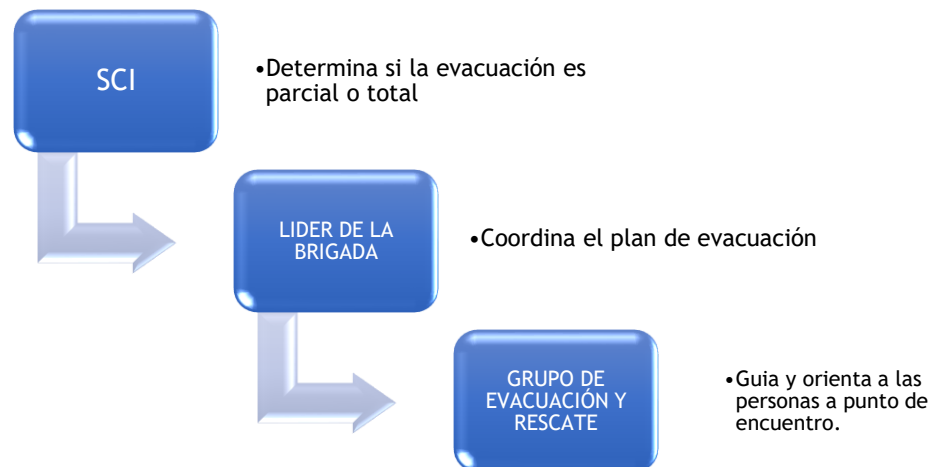 SCI
•Determina si la evacuación es
parcial o total
LIDER DE LA
BRIGADA
•Coordina el plan de evacuación
GRUPO DE
EVACUACIÓN Y
RESCATE
•Guia y orienta a las
personas a punto de
encuentro.